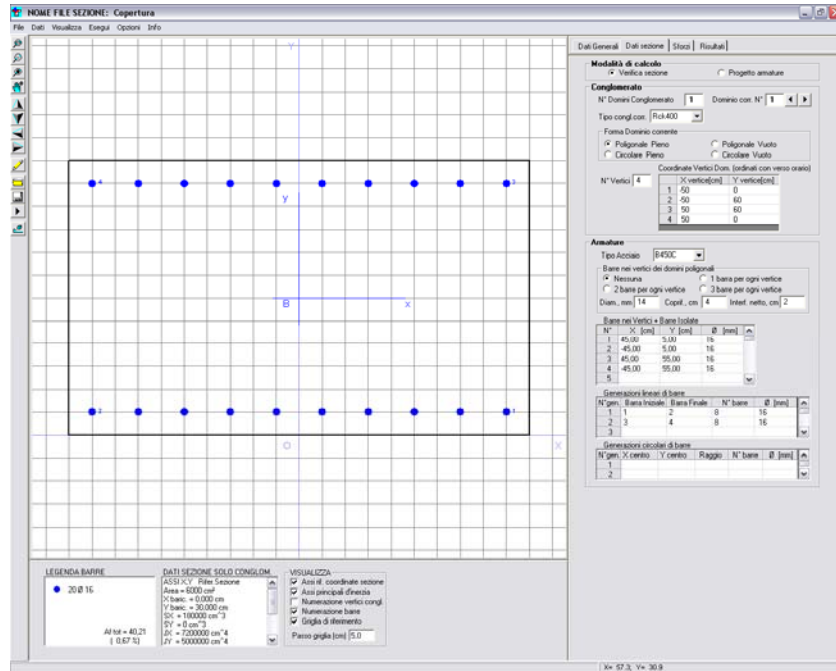 NOME FILE SEZIONE: Copertura
File Dati Visualizza Esegui Opzioni Info
Y
4
3
y
B
x
2
1
O
X
Dati Generali Dati sezione Sforzi Risultati
Modalità di calcolo
Verifica sezione Progetto armature
Conglomerato
N° Domini Conglomerato 1 Dominio corr. N° 1
Tipo congl.corr. Rck400
Forma Dominio corrente
Poligonale Pieno Poligonale Vuoto
Circolare Pieno Circolare Vuoto
Coordinate Vertici Dom. (ordinati con verso orario)
N° Vertici 4
X vertice[cm] Y vertice[cm]
1 -50 0
2 -50 60
3 50 60
4 50 0
Armature
Tipo Acciaio B450C
Barre nei vertici dei domini poligonali
Nessuna 1 barra per ogni vertice
2 barre per ogni vertice 3 barre per ogni vertice
Diam., mm 14 Coprif., cm 4 Interf. netto, cm 2
Barre nei Vertici + Barre Isolate
N° X [cm] Y [cm] Ø [mm]
1 45,00 5,00 16
2 -45,00 5,00 16
3 45,00 55,00 16
4 -45,00 55,00 16
5
Generazioni lineari di barre
N°gen. Barra Iniziale Barra Finale N° barre Ø [mm]
1 1 2 8 16
2 3 4 8 16
3
Generazioni circolari di barre
N°gen. X centro Y centro Raggio N° barre Ø [mm]
1
2
LEGENDA BARRE
20 Ø 16
Af tot = 40,21
( 0,67 %)
DATI SEZIONE SOLO CONGLOM.
ASSI X,Y Rifer.Sezione
Area = 6000 cm²
X baric. = 0,000 cm
Y baric. = 30,000 cm
SX = 180000 cm^3
SY = 0 cm^3
JX = 7200000 cm^4
JY = 5000000 cm^4
VISUALIZZA
Assi rif. coordinate sezione
Assi principali d'inerzia
Numerazione vertici congl.
Numerazione barre
Griglia di riferimento
Passo griglia (cm) 5.0
X= 57.3, Y= 30.9